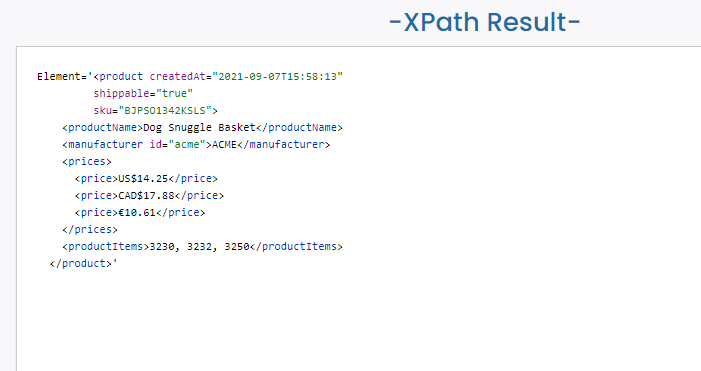 -XPath Result-
Element='<product createdAt="2021-09-07T15:58:13"
shippable="true"
sku="BJPSO1342KSLS">
<productName>Dog Snuggle Basket</productName>
<manufacturer id="acme">ACME</manufacturer>
<prices>
<price>US$14.25</price>
<price>CAD$17.88</price>
<price>€10.61</price>
</prices>
<productItems>3230, 3232, 3250</productItems>
</product>'